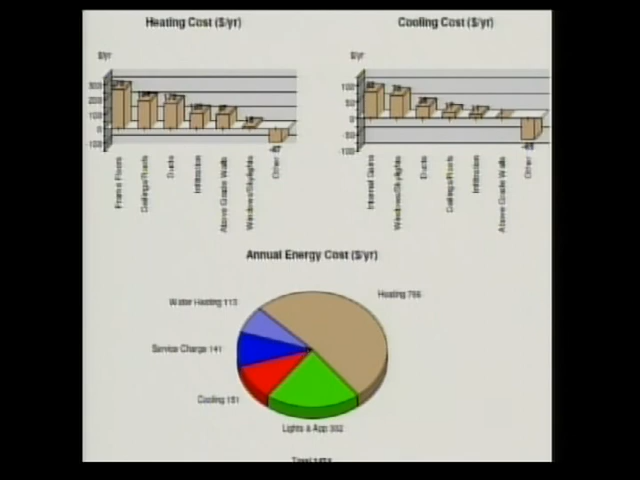 Heating Cost ($/yr)
Cooling Cost ($/yr)
$/yr
$/yr
300
200
100
0
-100
100
50
0
-50
-100
Frame Floors
Ceilings/Roofs
Ducts
Infiltration
Above Grade Walls
Windows/Skylights
Other
Internal Gains
Windows/Skylights
Ducts
Ceilings/Roofs
Infiltration
Above Grade Walls
Other
Annual Energy Cost ($/yr)
Heating
Water Heating 113
Service Charge 141
Cooling 151
Lights & App 302